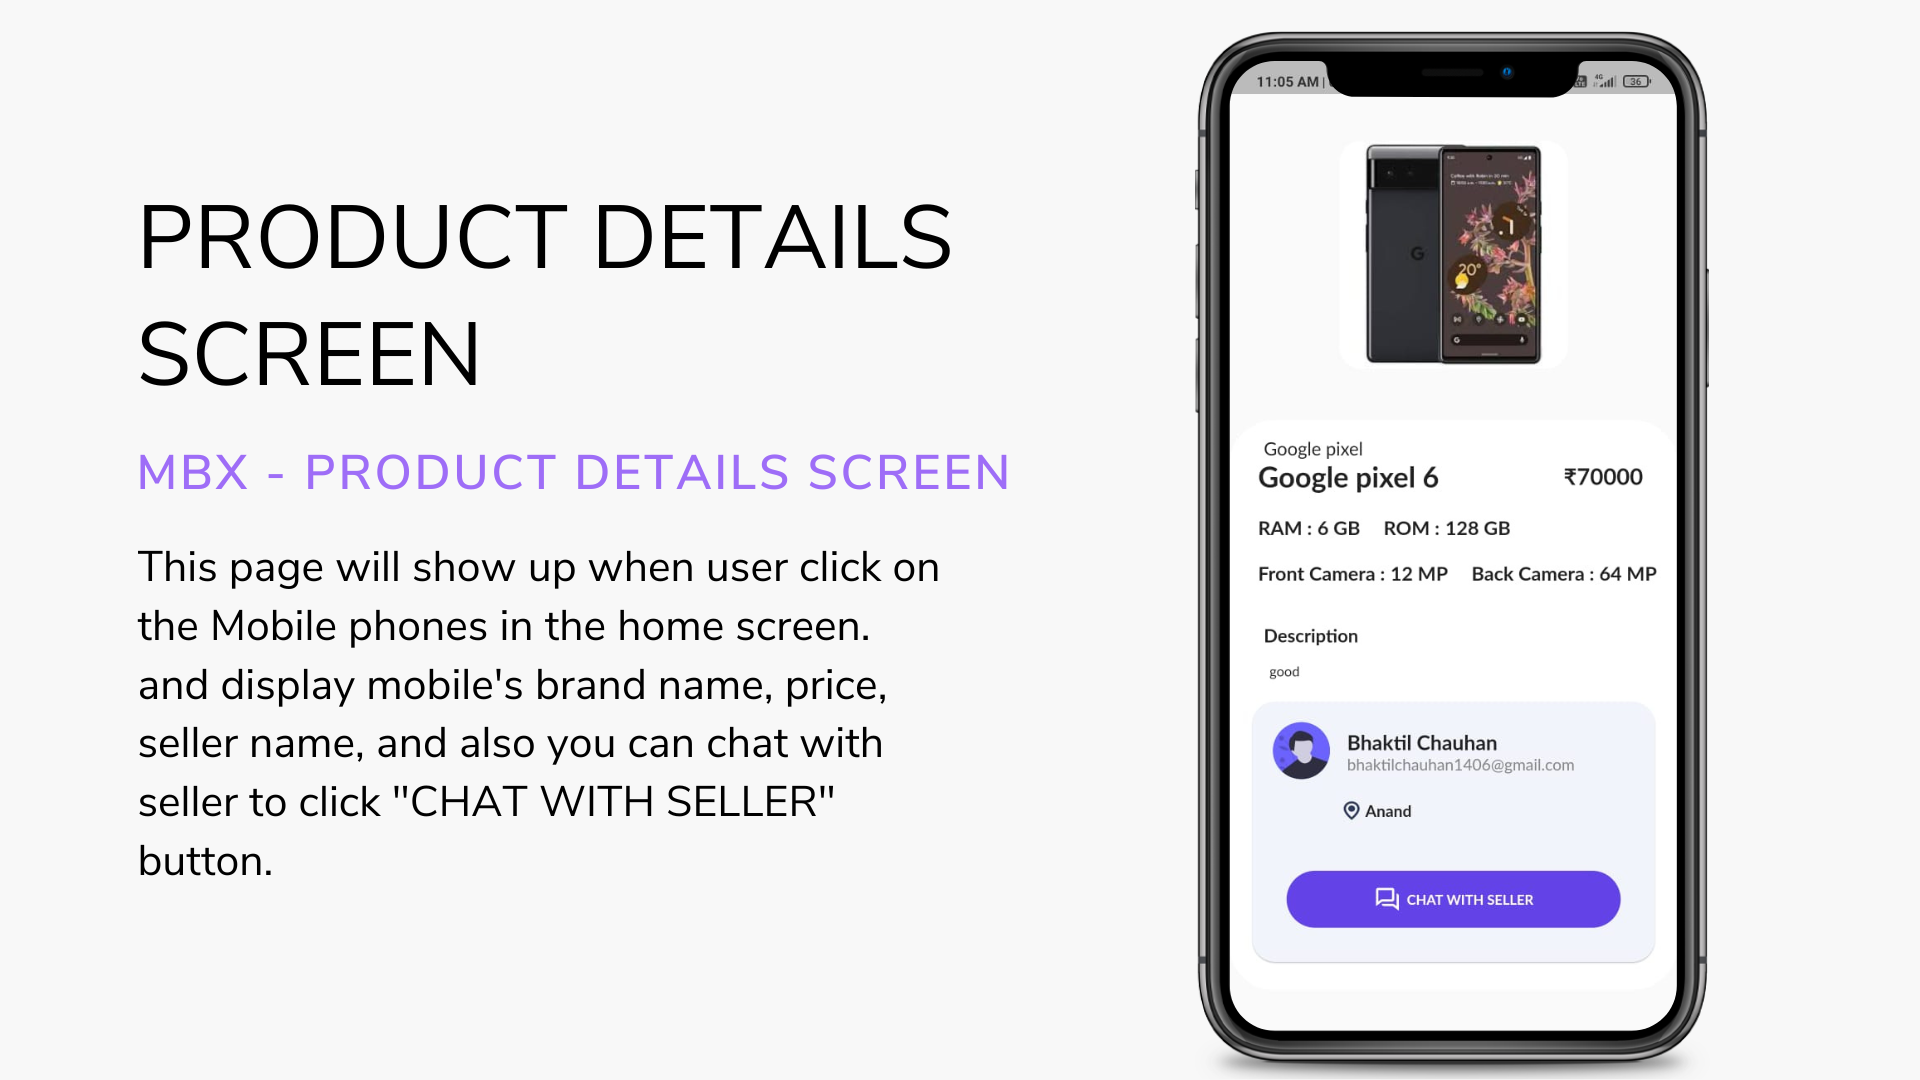 PRODUCT DETAILS
SCREEN
MBX - PRODUCT DETAILS SCREEN
This page will show up when user click on
the Mobile phones in the home screen.
and display mobile's brand name, price,
seller name, and also you can chat with
seller to click "CHAT WITH SELLER"
button.
11:05 AM |
4G
36
20°
G
Google pixel
Google pixel 6
₹70000
RAM : 6 GB ROM : 128 GB
Front Camera : 12 MP Back Camera : 64 MP
Description
good
Bhaktil Chauhan
bhaktilchauhan1406@gmail.com
Anand
CHAT WITH SELLER